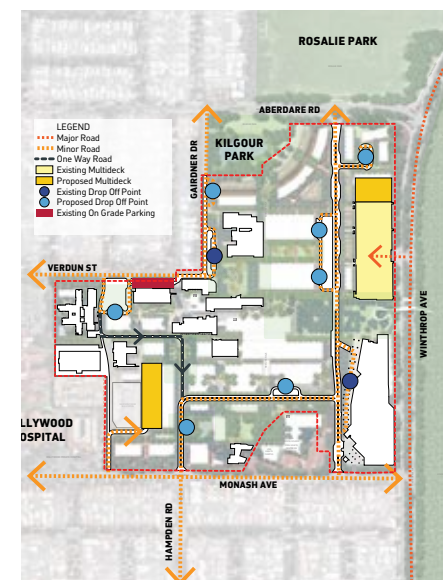 ROSALIE PARK
ABERDARE RD
LEGEND
Major Road
Minor Road
One Way Road
Existing Multideck
Proposed Multideck
Existing Drop Off Point
Proposed Drop Off Point
Existing On Grade Parking
GAIRDNER DR
KILGOUR
PARK
VERDUN ST
WINTHROP AVE
LLYWOOD
OSPITAL
MONASH AVE
HAMPDEN RD